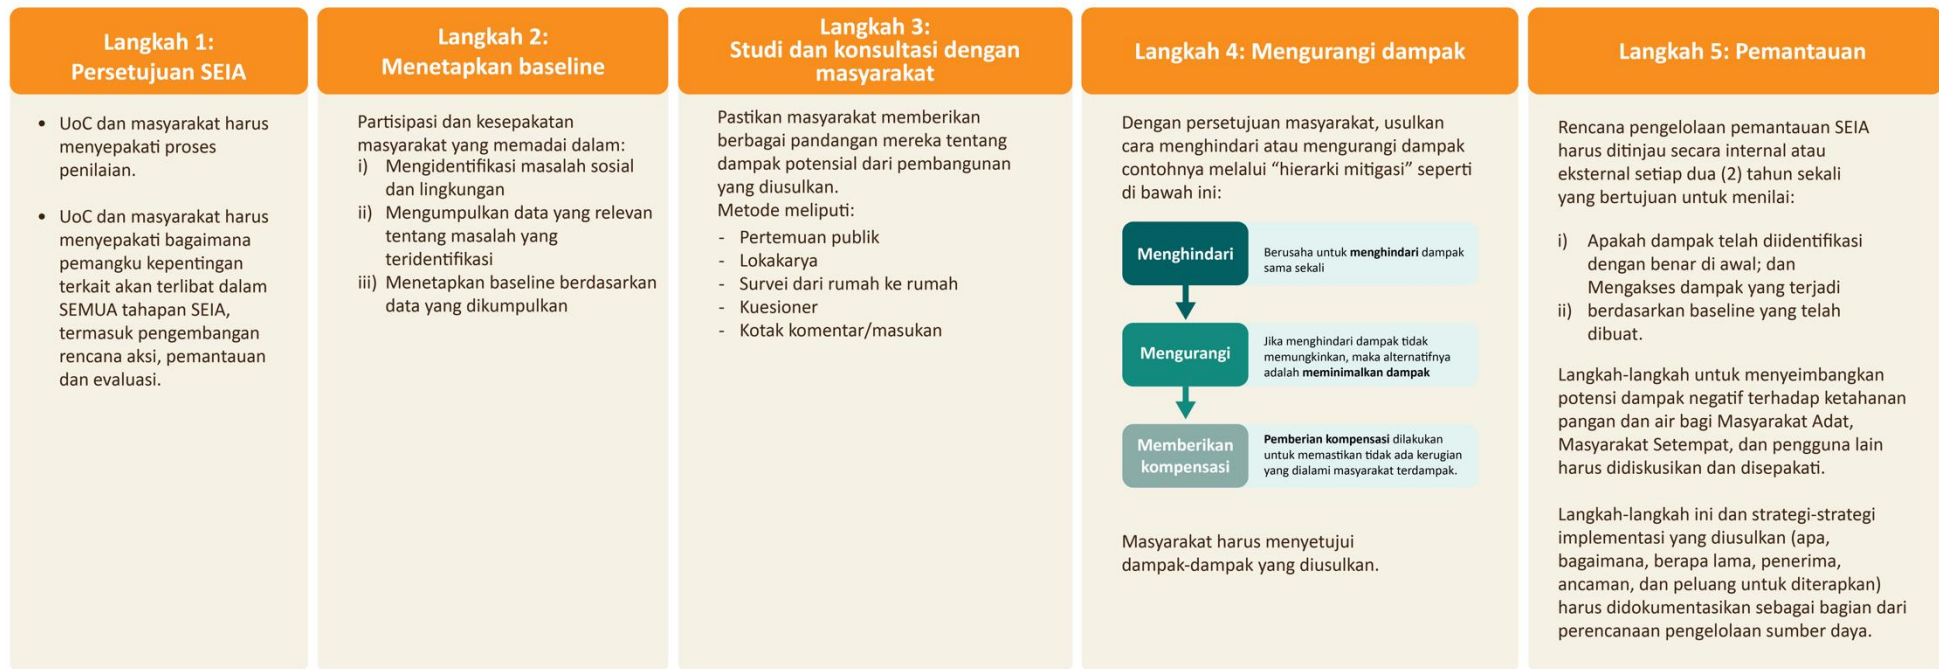 Langkah 1:
Persetujuan SEIA
• UoC dan masyarakat harus
menyepakati proses
penilaian.
• UoC dan masyarakat harus
menyepakati bagaimana
pemangku kepentingan
terkait akan terlibat dalam
SEMUA tahapan SEIA,
termasuk pengembangan
rencana aksi, pemantauan
dan evaluasi.
Langkah 2:
Menetapkan baseline
Partisipasi dan kesepakatan
masyarakat yang memadai dalam:
i) Mengidentifikasi masalah sosial
dan lingkungan
ii) Mengumpulkan data yang relevan
tentang masalah yang
teridentifikasi
iii) Menetapkan baseline berdasarkan
data yang dikumpulkan
Langkah 3:
Studi dan konsultasi dengan
masyarakat
Pastikan masyarakat memberikan
berbagai pandangan mereka tentang
dampak potensial dari pembangunan
yang diusulkan.
Metode meliputi:
- Pertemuan publik
- Lokakarya
- Survei dari rumah ke rumah
- Kuesioner
- Kotak komentar/masukan
Langkah 4: Mengurangi dampak
Dengan persetujuan masyarakat, usulkan
cara menghindari atau mengurangi dampak
contohnya melalui “hierarki mitigasi” seperti
di bawah ini:
Menghindari
Berusaha untuk menghindari dampak
sama sekali
Mengurangi
Jika menghindari dampak tidak
memungkinkan, maka alternatifnya
adalah meminimalkan dampak
Memberikan
kompensasi
Pemberian kompensasi dilakukan
untuk memastikan tidak ada kerugian
yang dialami masyarakat terdampak.
Masyarakat harus menyetujui
dampak-dampak yang diusulkan.
Langkah 5: Pemantauan
Rencana pengelolaan pemantauan SEIA
harus ditinjau secara internal atau
eksternal setiap dua (2) tahun sekali
yang bertujuan untuk menilai:
i) Apakah dampak telah diidentifikasi
dengan benar di awal; dan
Mengakses dampak yang terjadi
ii) berdasarkan baseline yang telah
dibuat.
Langkah-langkah untuk menyeimbangkan
potensi dampak negatif terhadap ketahanan
pangan dan air bagi Masyarakat Adat,
Masyarakat Setempat, dan pengguna lain
harus didiskusikan dan disepakati.
Langkah-langkah ini dan strategi-strategi
implementasi yang diusulkan (apa,
bagaimana, berapa lama, penerima,
ancaman, dan peluang untuk diterapkan)
harus didokumentasikan sebagai bagian dari
perencanaan pengelolaan sumber daya.